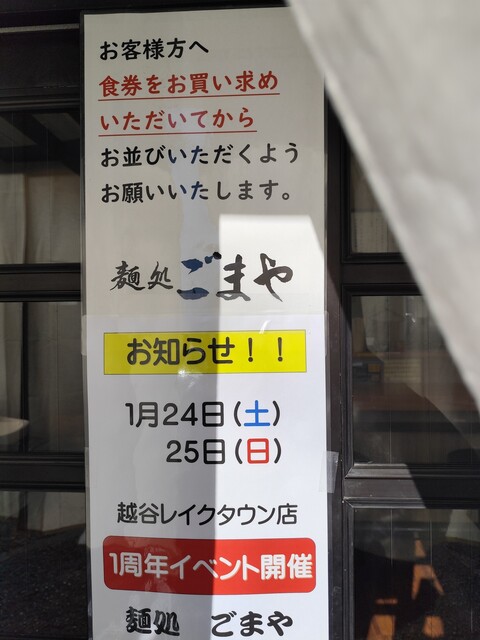 お客様方へ
食券をお買い求め
いただいてから
お並びいただくよう
お願いいたします。
麺処ごまや
お知らせ！！
1月24日(土)
25日(日)
越谷レイクタウン店
1周年イベント開催
麺処 ごまや